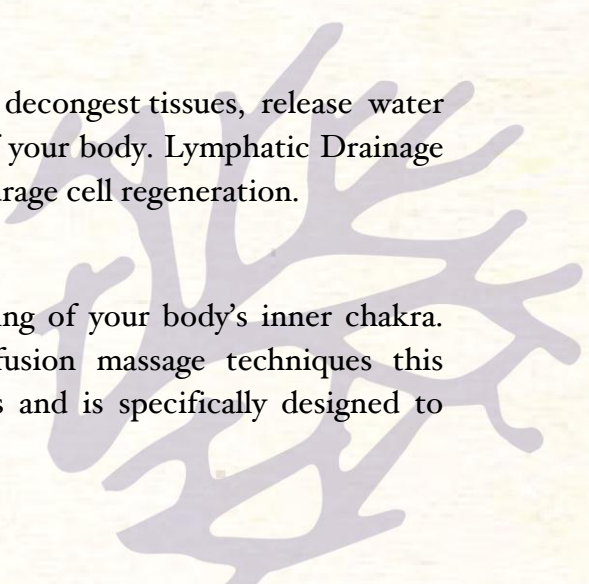 decongest tissues, release water
your body. Lymphatic Drainage
rage cell regeneration.
ng of your body’s inner chakra.
fusion massage techniques this
and is specifically designed to